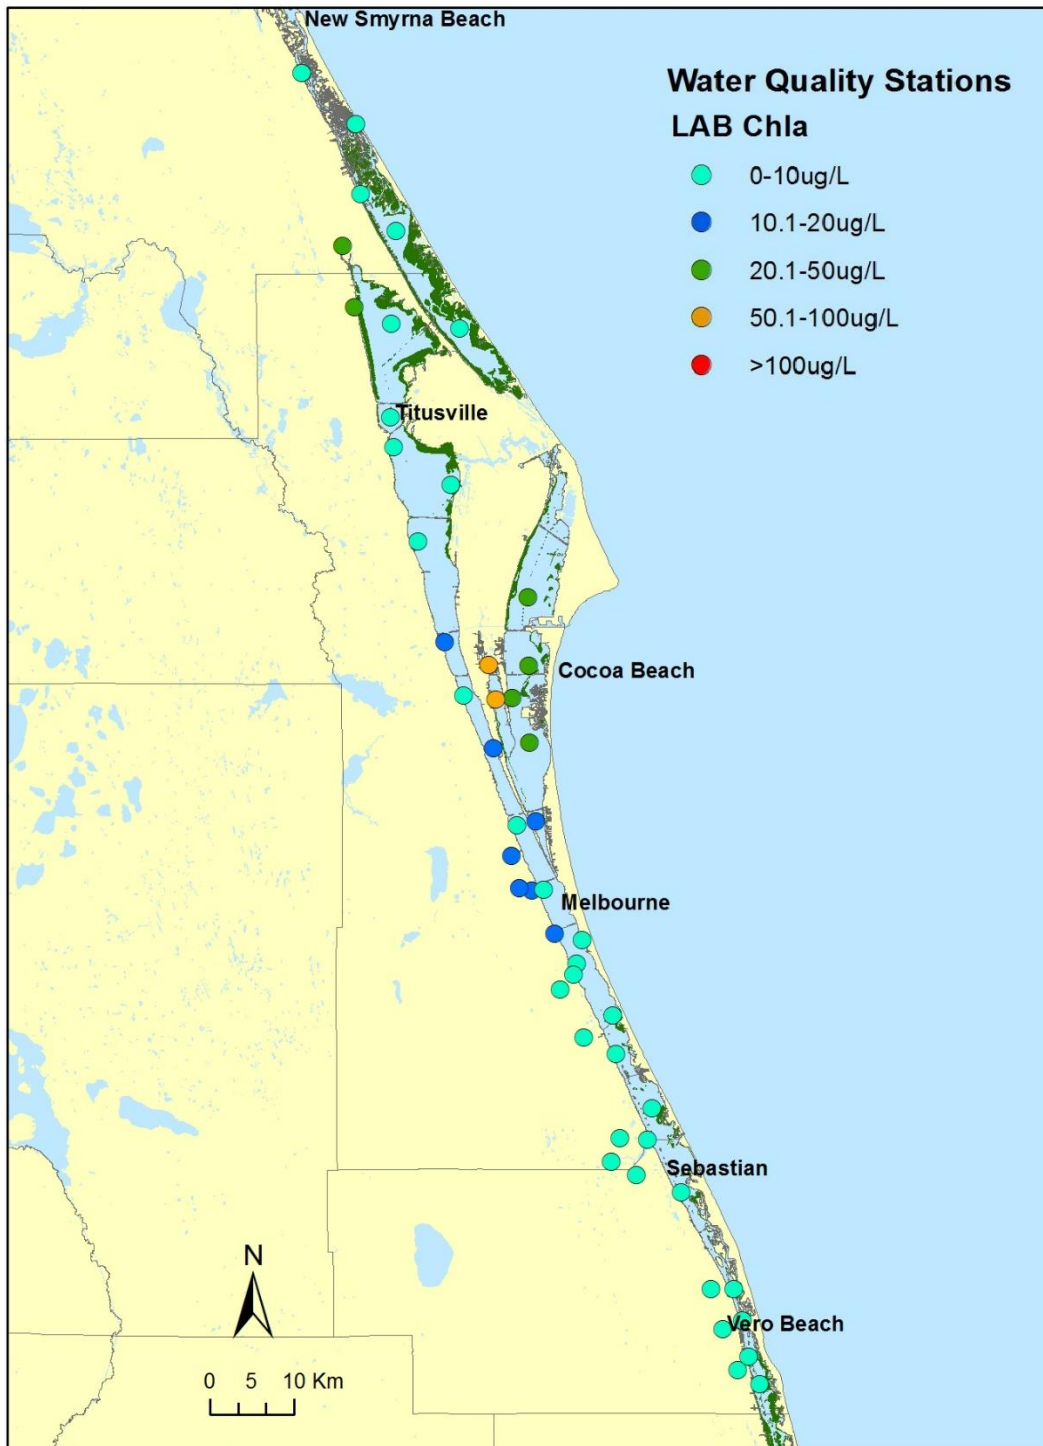 New Smyrna Beach
Water Quality Stations
LAB Chla
0-10ug/L
10.1-20ug/L
20.1-50ug/L
50.1-100ug/L
>100ug/L
Titusville
Cocoa Beach
Melbourne
Sebastian
Vero Beach
N
0 5 10 Km